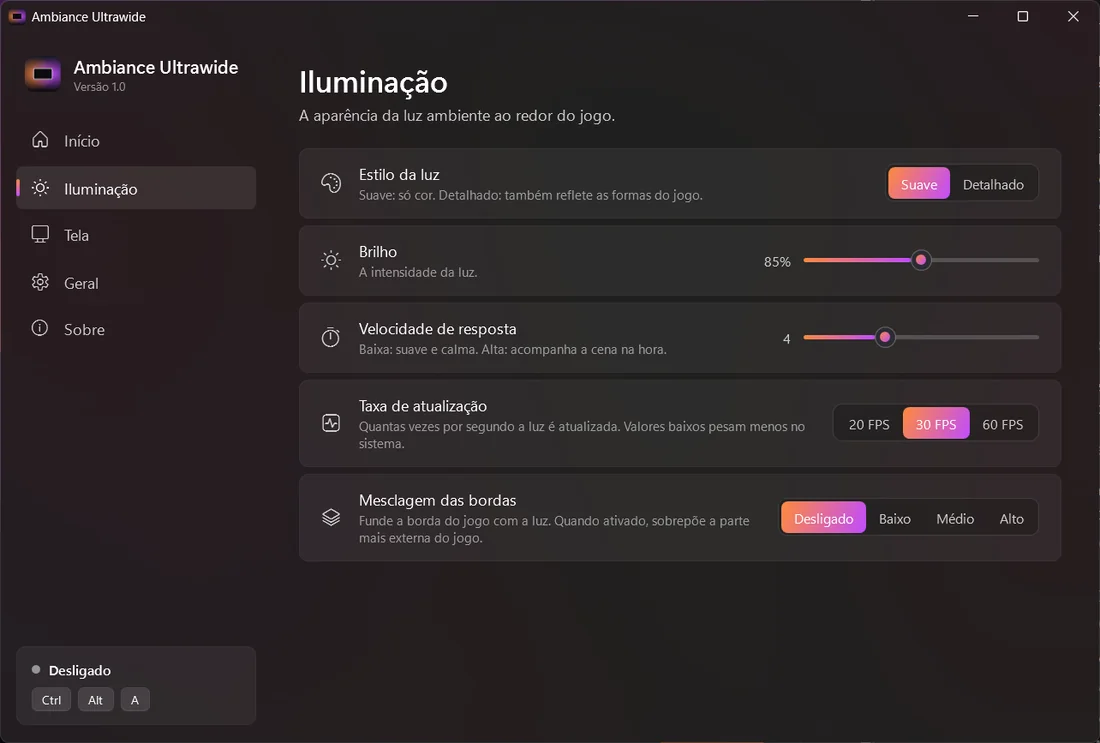 Ambiance Ultrawide
Ambiance Ultrawide
Versão 1.0
Início
Iluminação
Tela
Geral
Sobre
Desligado
Ctrl Alt A
Iluminação
A aparência da luz ambiente ao redor do jogo.
Estilo da luz
Suave: só cor. Detalhado: também reflete as formas do jogo.
Suave Detalhado
Brilho
A intensidade da luz.
85%
Velocidade de resposta
Baixa: suave e calma. Alta: acompanha a cena na hora.
4
Taxa de atualização
Quantas vezes por segundo a luz é atualizada. Valores baixos pesam menos no
sistema.
20 FPS 30 FPS 60 FPS
Mesclagem das bordas
Funde a borda do jogo com a luz. Quando ativado, sobrepõe a parte
mais externa do jogo.
Desligado Baixo Médio Alto